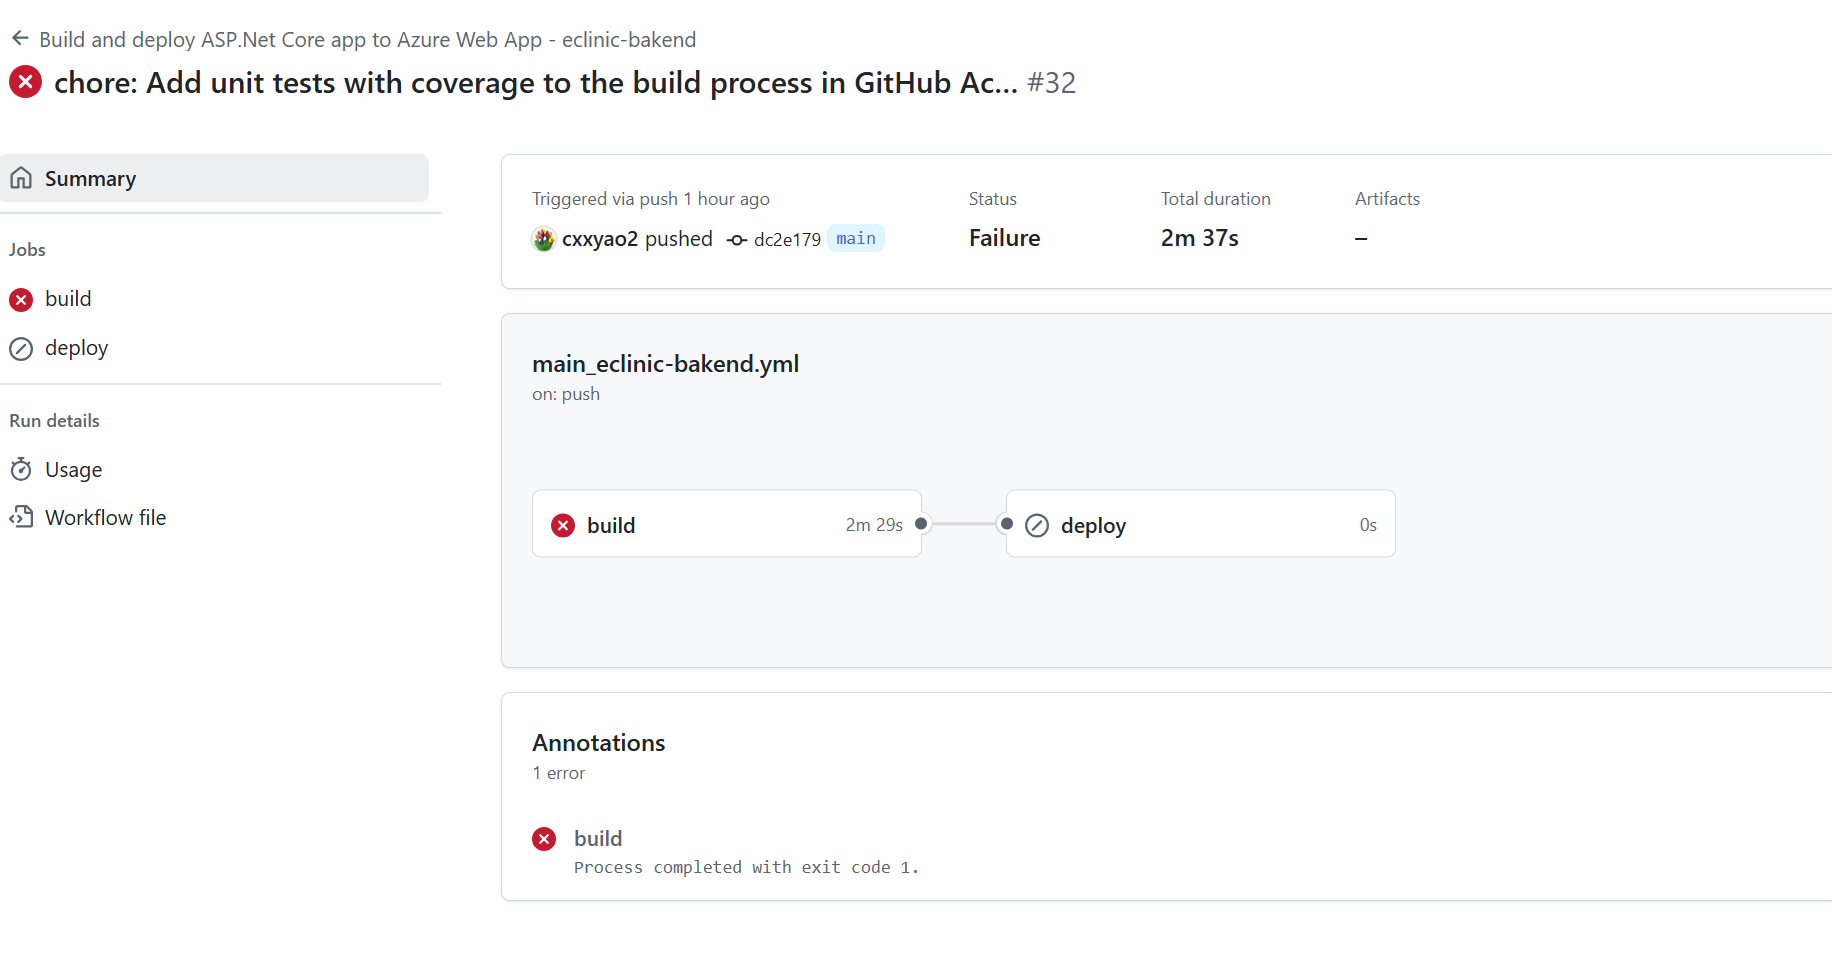 Build and deploy ASP.Net Core app to Azure Web App - eclinic-bakend
chore: Add unit tests with coverage to the build process in GitHub Ac... #32
Summary
Jobs
build
deploy
Run details
Usage
Workflow file
Triggered via push 1 hour ago
cxxyao2 pushed dc2e179 main
Status
Failure
Total duration
2m 37s
Artifacts
–
main_eclinic-bakend.yml
on: push
build 2m 29s
deploy 0s
Annotations
1 error
build
Process completed with exit code 1.